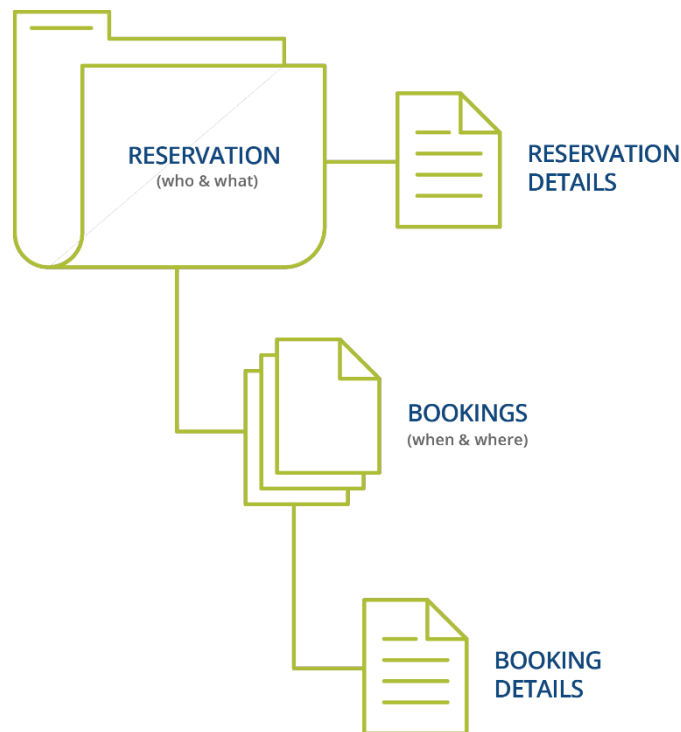 RESERVATION
(who & what)
RESERVATION
DETAILS
BOOKINGS
(when & where)
BOOKING
DETAILS